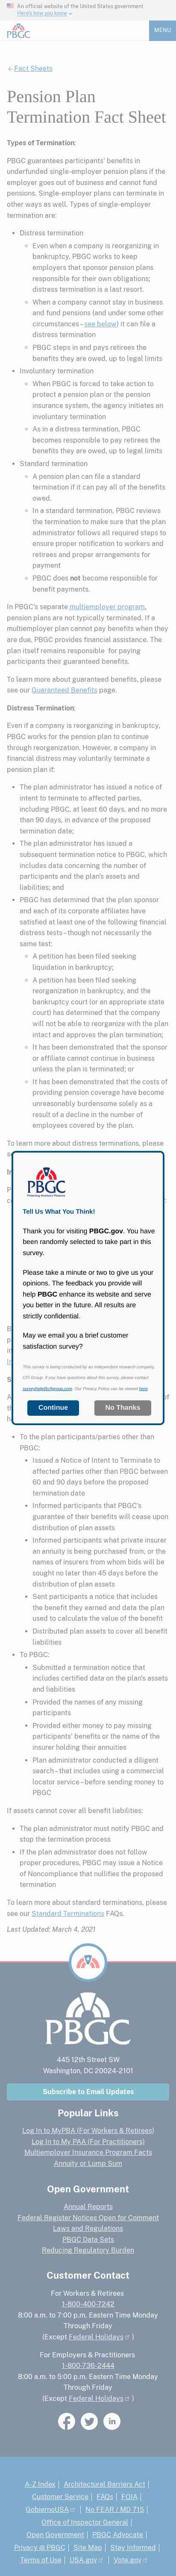 An official website of the United States government
Here's how you know
PBGC
MENU
Fact Sheets
Pension Plan
Termination Fact Sheet
Types of Termination:
PBGC guarantees participants' benefits in
underfunded single-employer pension plans if the
employer goes out of business and cannot fund
pensions. Single-employer plans can terminate in
other ways as well. Types of single-employer
terminations are:
• Distress termination
◦ Even when a company is reorganizing in
bankruptcy, PBGC works to keep
employers that sponsor pension plans
responsible for their own obligations;
distress termination is a last resort.
◦ When a company cannot stay in business
and fund pensions (and under some other
circumstances – see below) it can file a
distress termination
◦ PBGC steps in and pays retirees the
benefits they are owed, up to legal limits
• Involuntary termination
◦ When PBGC is forced to take action to
protect a pension plan or the pension
insurance system, the agency institutes an
involuntary termination
◦ As in a distress termination, PBGC
becomes responsible to pay retirees the
benefits they are owed, up to legal limits.
• Standard termination
◦ A pension plan can file a standard
termination if it can pay all of the benefits
owed.
◦ In a standard termination, PBGC reviews
the termination to make sure that the plan
administrator follows all required steps to
ensure proper notification to workers and
retirees and proper arrangements for
payment
◦ PBGC does not become responsible for
benefit payments.
In PBGC's separate multiemployer program,
pension plans are not usually terminated. If a
multiemployer plan cannot pay benefits when they
are due, PBGC provides financial assistance. The
plan remains responsible for paying
participants their guaranteed benefits.
To learn more about guaranteed benefits, please
see our Guaranteed Benefits page.
Distress Termination:
Even if a company is reorganizing in bankruptcy,
PBGC works for the pension plan to continue
through reorganization. However, a company in
financial distress may voluntarily terminate its
pension plan if:
• The plan administrator has issued a notice of
intent to terminate to all affected parties,
including PBGC, at least 60 days, and no more
than 90 days, in advance of the proposed
termination date;
• The plan administrator has issued a
subsequent termination notice to PBGC, which
includes data concerning the number of
participants and the plan's assets and
liabilities; and
• PBGC has determined that the plan sponsor
and each of its corporate affiliates have
satisfied at least one of the following financial
distress tests – though not necessarily the
same test:
◦ A petition has been filed seeking
liquidation in bankruptcy;
◦ A petition has been filed seeking
reorganization in bankruptcy, and the
bankruptcy court (or an appropriate state
court) has determined that the company
will not be able to reorganize with the plan
intact and approves the plan termination;
◦ It has been demonstrated that the sponsor
or affiliate cannot continue in business
unless the plan is terminated; or
◦ It has been demonstrated that the costs of
providing pension coverage have become
unreasonably burdensome solely as a
result of a decline in the employer's
covered workforce.
To learn more about distress terminations, please
PBGC
Protecting America's Pensions
Tell Us What You Think!
Thank you for visiting PBGC.gov. You have
been randomly selected to take part in this
survey.
Please take a minute or two to give us your
opinions. The feedback you provide will
help PBGC enhance its website and serve
you better in the future. All results are
strictly confidential.
May we email you a brief customer
satisfaction survey?
This survey is being conducted by an independent research company,
CFI Group. If you have questions about this survey, please contact
surveyhelp@cfigroup.com. Our Privacy Policy can be viewed here.
Continue
No Thanks
• To the plan participants/parties other than
PBGC:
◦ Issued a Notice of Intent to Terminate to
all affected parties other than PBGC
between 60 and 90 days before the
proposed termination date
◦ Informed participants that PBGC's
guarantee of their benefits will cease upon
distribution of plan assets
◦ Informed participants, where annuities will
be purchased, of the name or names of
insurers from whom bids will be sought not
later than 45 days before the distribution
of plan assets
◦ Sent participants a notice that includes the
benefit they earned and the data the plan
used to calculate the value of the benefit
◦ Distributed plan assets to cover all benefit
liabilities
• To PBGC:
◦ Submitted a termination notice that
includes certified data on the plan's assets
and liabilities
◦ Provided the names of any missing
participants
◦ Provided either money to pay missing
participants' benefits or the name of the
insurer holding their annuities
◦ Plan administrator conducted a diligent
search – that includes using a commercial
locator service – before sending money to
PBGC
If assets cannot cover all benefit liabilities:
• The plan administrator must notify PBGC and
stop the termination process
• If the plan administrator does not follow
proper procedures, PBGC may issue a Notice
of Noncompliance that nullifies the proposed
termination
To learn more about standard terminations, please
see our Standard Terminations FAQs.
Last Updated: March 4, 2021
PBGC
445 12th Street SW
Washington, DC 20024-2101
Subscribe to Email Updates
Popular Links
Log In to MyPBA (For Workers & Retirees)
Log In to My PAA (For Practitioners)
Multiemployer Insurance Program Facts
Annuity or Lump Sum
Open Government
Annual Reports
Federal Register Notices Open for Comment
Laws and Regulations
PBGC Data Sets
Reducing Regulatory Burden
Customer Contact
For Workers & Retirees
1-800-400-7242
8:00 a.m. to 7:00 p.m. Eastern Time Monday
Through Friday
(Except Federal Holidays )
For Employers & Practitioners
1-800-736-2444
8:00 a.m. to 5:00 p.m. Eastern Time Monday
Through Friday
(Except Federal Holidays )
A-Z Index | Architectural Barriers Act |
Customer Service | FAQs | FOIA |
GobiernoUSA | No FEAR / MD 715 |
Office of Inspector General |
Open Government | PBGC Advocate |
Privacy @ PBGC | Site Map | Stay Informed |
Terms of Use | USA.gov | Vote.gov